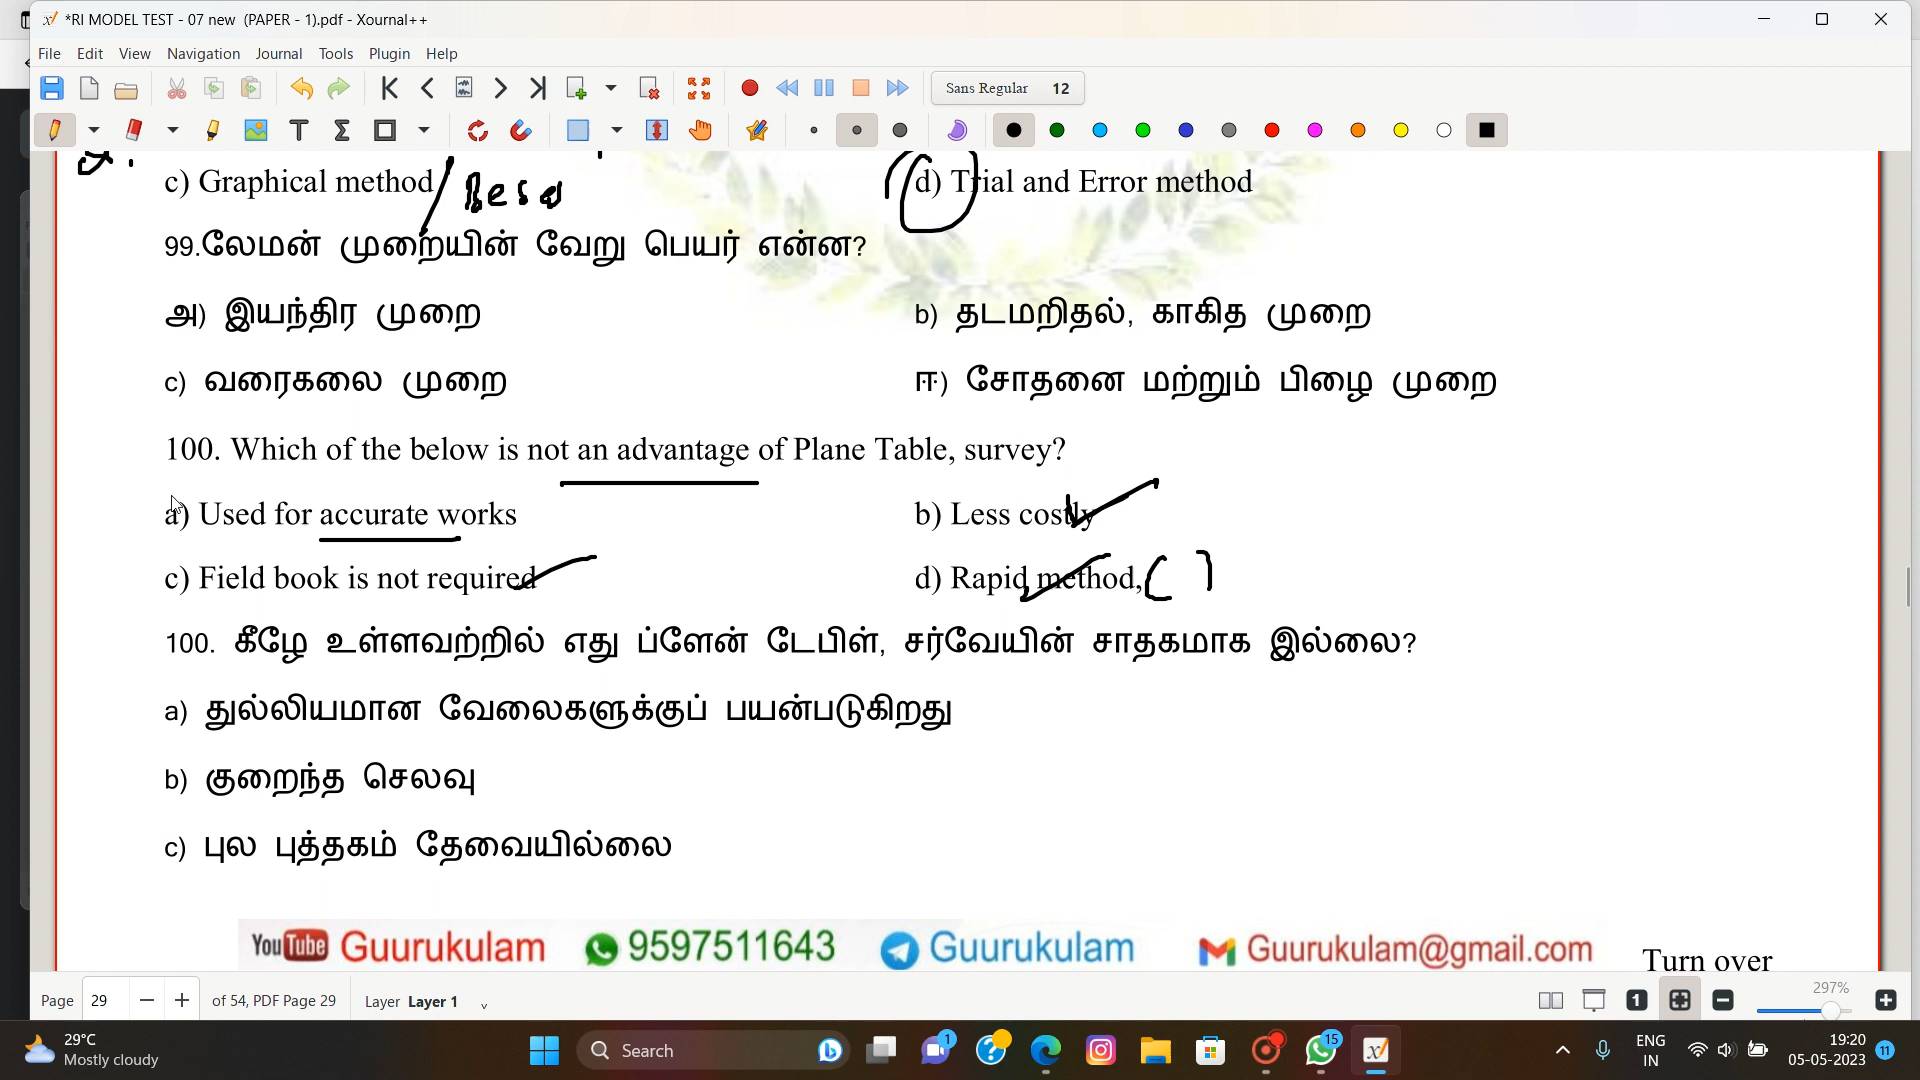 *RI MODEL TEST - 07 new (PAPER - 1).pdf - Xournal++
File Edit View Navigation Journal Tools Plugin Help
Sans Regular 12
c) Graphical method
d) Trial and Error method
99.லேமன் முறையின் வேறு பெயர் என்ன?
அ) இயந்திர முறை
b) தடமறிதல், காகித முறை
c) வரைகலை முறை
ஈ) சோதனை மற்றும் பிழை முறை
100. Which of the below is not an advantage of Plane Table, survey?
a) Used for accurate works
b) Less costly
c) Field book is not required
d) Rapid method,
100. கீழே உள்ளவற்றில் எது ப்ளேன் டேபிள், சர்வேயின் சாதகமாக இல்லை?
a) துல்லியமான வேலைகளுக்குப் பயன்படுகிறது
b) குறைந்த செலவு
c) புல புத்தகம் தேவையில்லை
YouTube Guurukulam 9597511643 Guurukulam Guurukulam@gmail.com
Turn over
Page 29 of 54, PDF Page 29 Layer Layer 1
297%
29°C
Mostly cloudy
Search
1
15
ENG
IN
19:20
05-05-2023
11